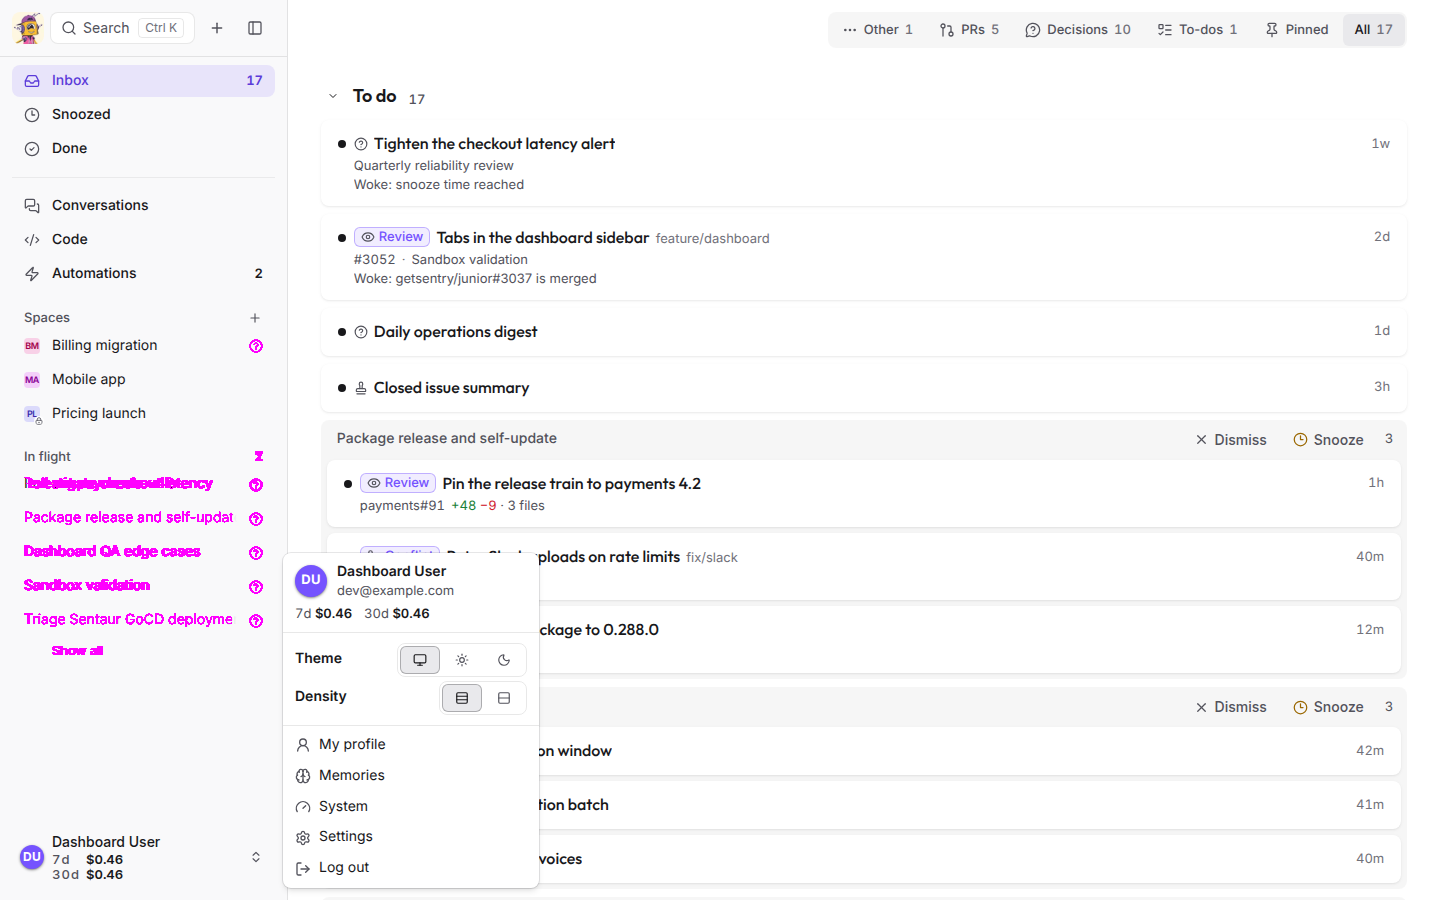 Search Ctrl K
Inbox 17
Snoozed
Done
Conversations
Code
Automations 2
Spaces
BM Billing migration
MA Mobile app
PL Pricing launch
In flight
Package release and self-updat
Dashboard QA edge cases
Sandbox validation
Triage Sentaur GoCD deployme
Show all
DU Dashboard User
7d $0.46
30d $0.46
Other 1 PRs 5 Decisions 10 To-dos 1 Pinned All 17
To do 17
Tighten the checkout latency alert 1w
Quarterly reliability review
Woke: snooze time reached
Review Tabs in the dashboard sidebar feature/dashboard 2d
#3052 · Sandbox validation
Woke: getsentry/junior#3037 is merged
Daily operations digest 1d
Closed issue summary 3h
Package release and self-update Dismiss Snooze 3
Review Pin the release train to payments 4.2 1h
payments#91 +48 −9 · 3 files
ploads on rate limits fix/slack 40m
ckage to 0.288.0 12m
Dismiss Snooze 3
on window 42m
tion batch 41m
voices 40m
DU Dashboard User
dev@example.com
7d $0.46 30d $0.46
Theme
Density
My profile
Memories
System
Settings
Log out